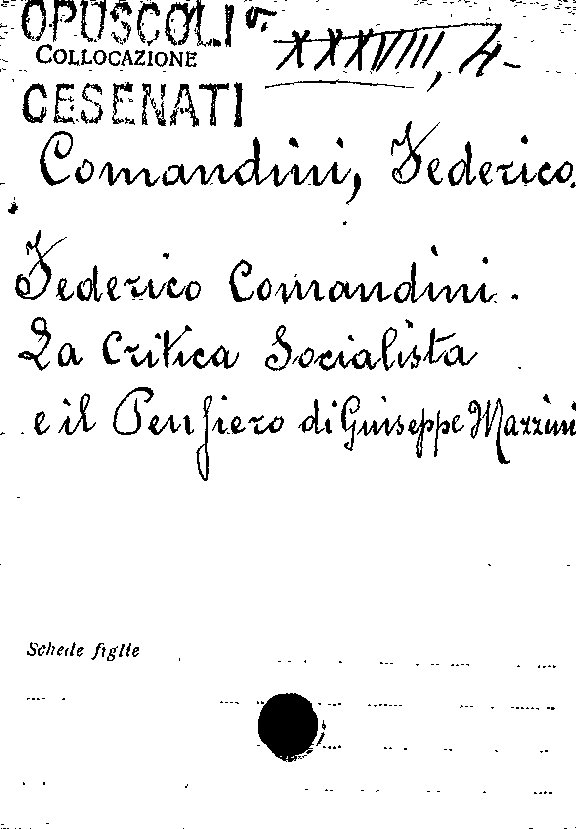 OPUSCOLI
COLLOCAZIONE XXXVIII, 4-
CESENATI
Comandini, Federico.
Federico Comandini.
La Critica Socialista
e il Pensiero di Giuseppe Mazzini
Schede figlie